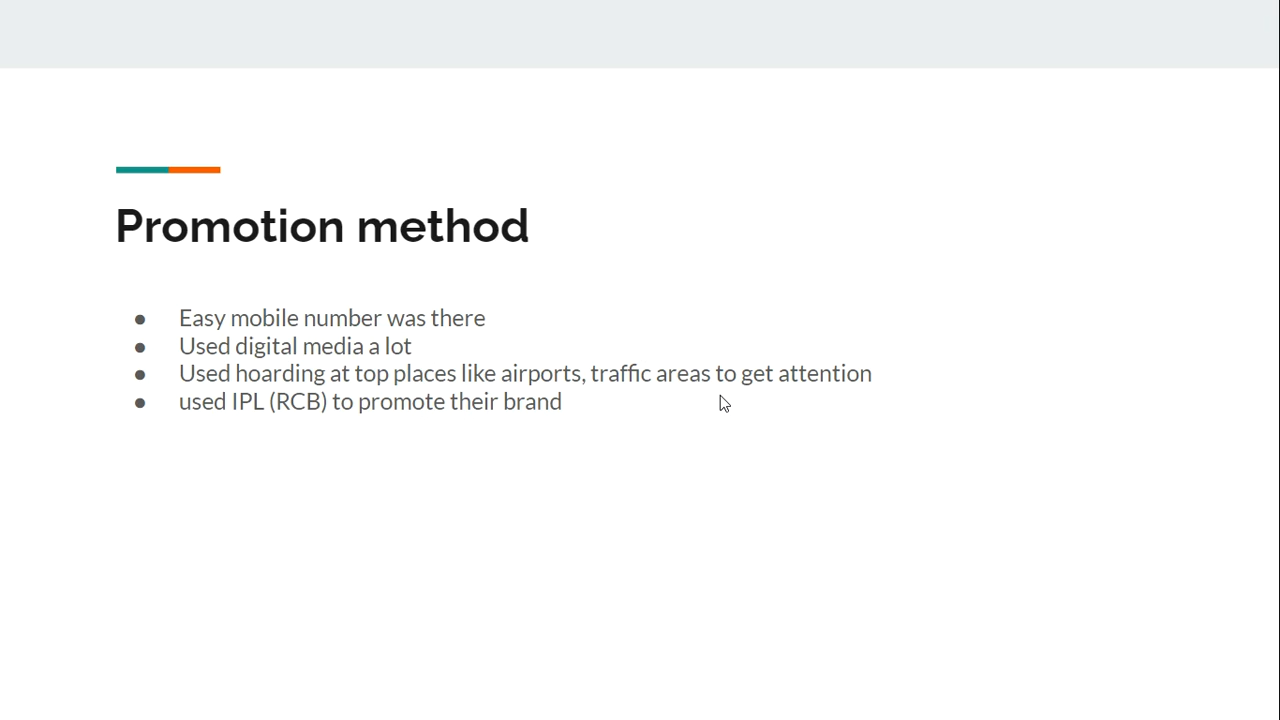 Promotion method
● Easy mobile number was there
● Used digital media a lot
● Used hoarding at top places like airports, traffic areas to get attention
● used IPL (RCB) to promote their brand